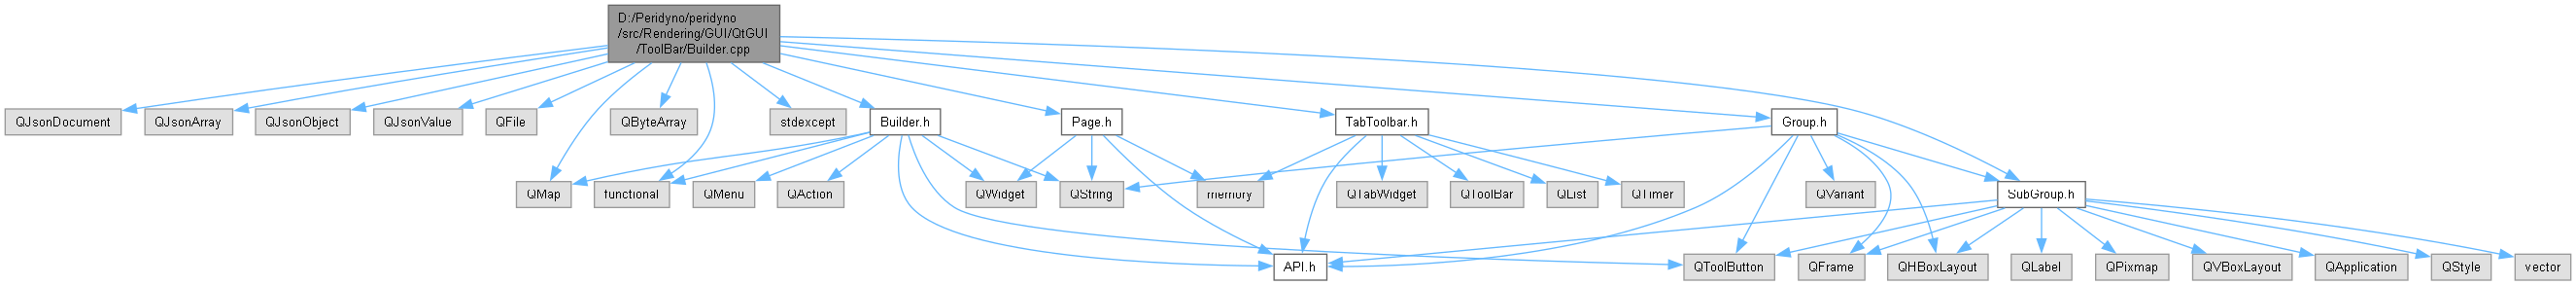 D:/Peridyno/peridyno
/src/Rendering/GUI/QtGUI
/ToolBar/Builder.cpp
QJsonDocument
QJsonArray
QJsonObject
QJsonValue
QFile
QByteArray
stdexcept
Builder.h
Page.h
TabToolbar.h
Group.h
QMap
functional
QMenu
QAction
QWidget
QString
memory
QTabWidget
QToolBar
QList
QTimer
QVariant
SubGroup.h
API.h
QToolButton
QFrame
QHBoxLayout
QLabel
QPixmap
QVBoxLayout
QApplication
QStyle
vector